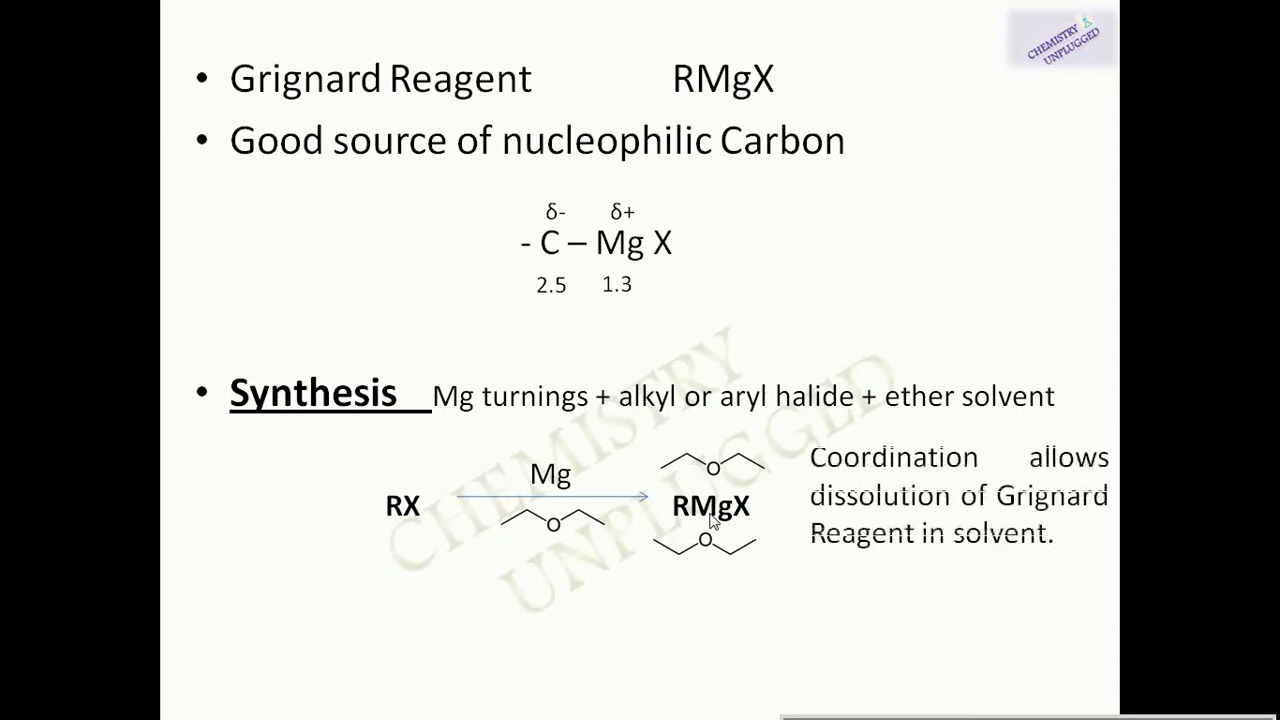 CHEMISTRY
UNPLUGGED
• Grignard Reagent RMgX
• Good source of nucleophilic Carbon
δ- δ+
- C – Mg X
2.5 1.3
• Synthesis Mg turnings + alkyl or aryl halide + ether solvent
Mg
O
RX RMgX
O
O
Coordination allows
dissolution of Grignard
Reagent in solvent.
CHEMISTRY
UNPLUGGED